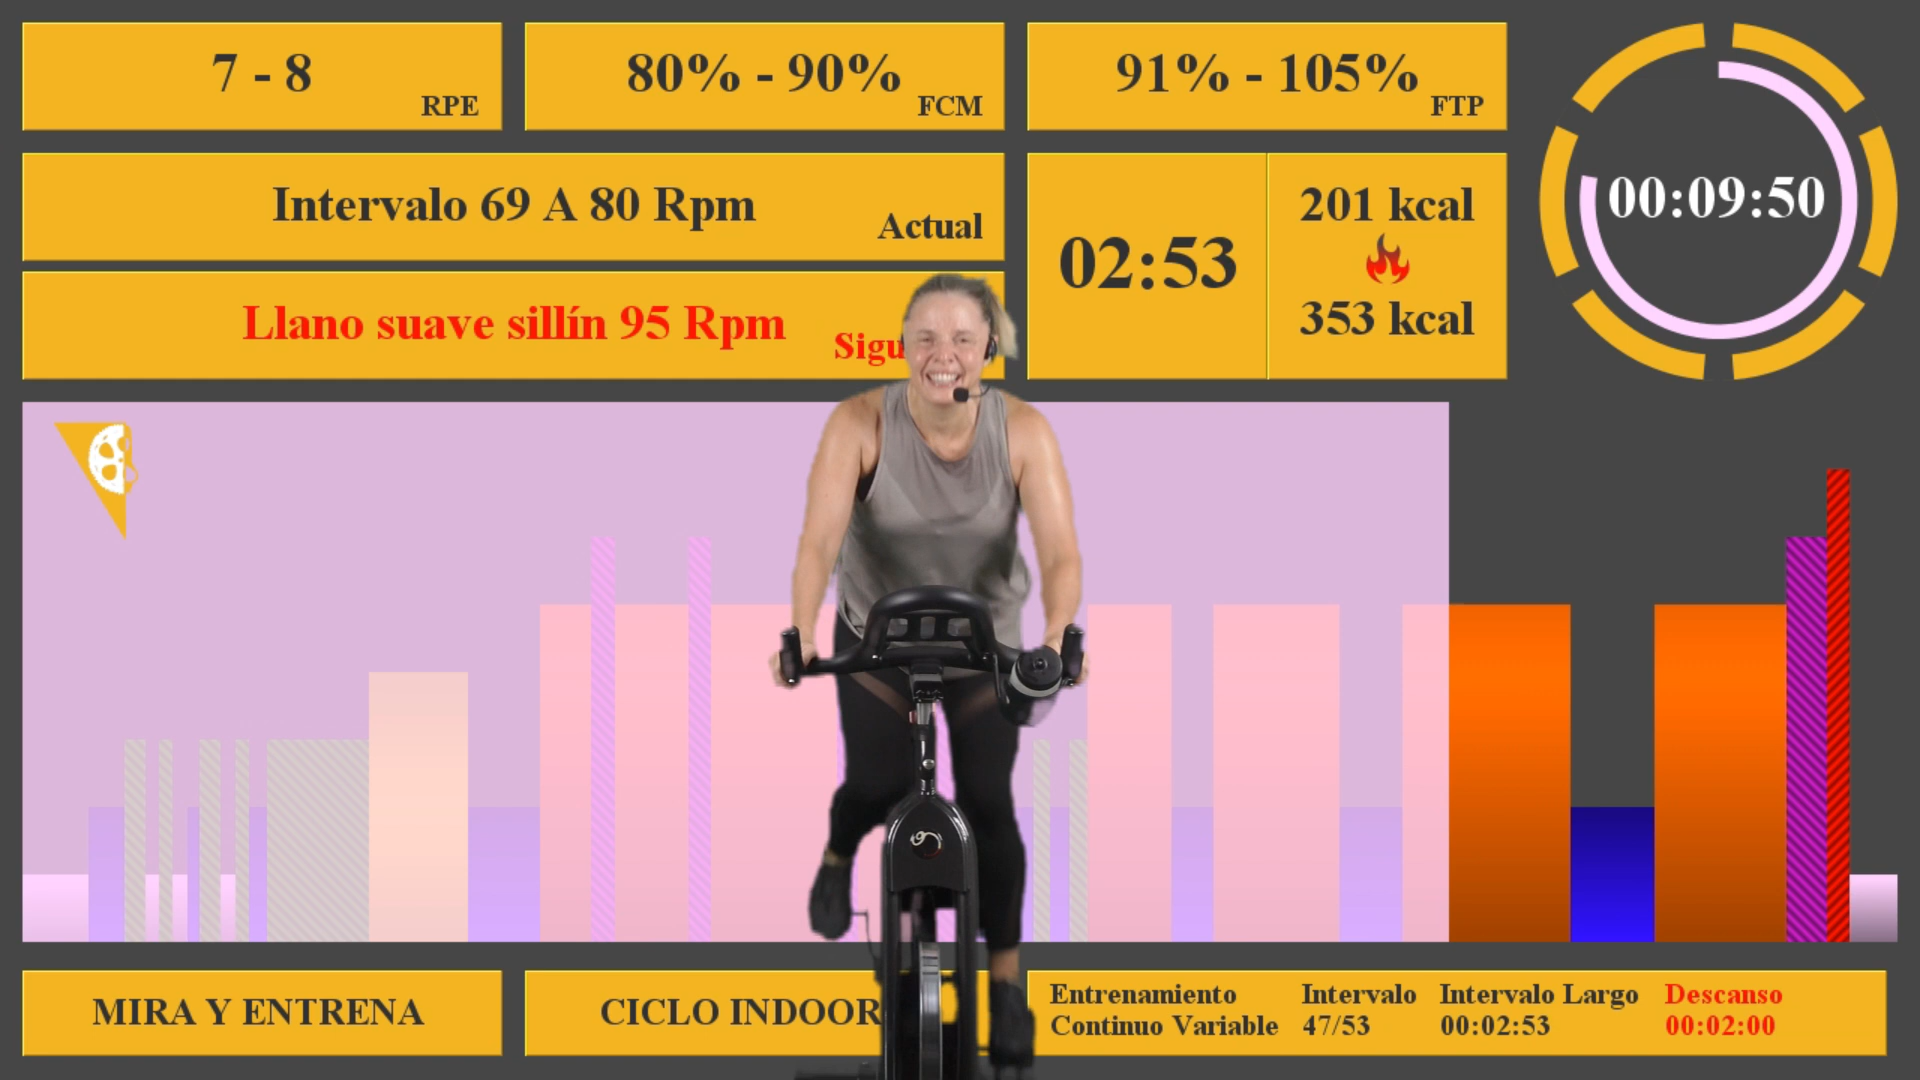 7 - 8
RPE
80% - 90%
FCM
91% - 105%
FTP
00:09:50
Intervalo 69 A 80 Rpm
Actual
02:53
201 kcal
353 kcal
Llano suave sillín 95 Rpm
MIRA Y ENTRENA
CICLO INDOOR
Entrenamiento
Continuo Variable
Intervalo
47/53
Intervalo Largo
00:02:53
Descanso
00:02:00